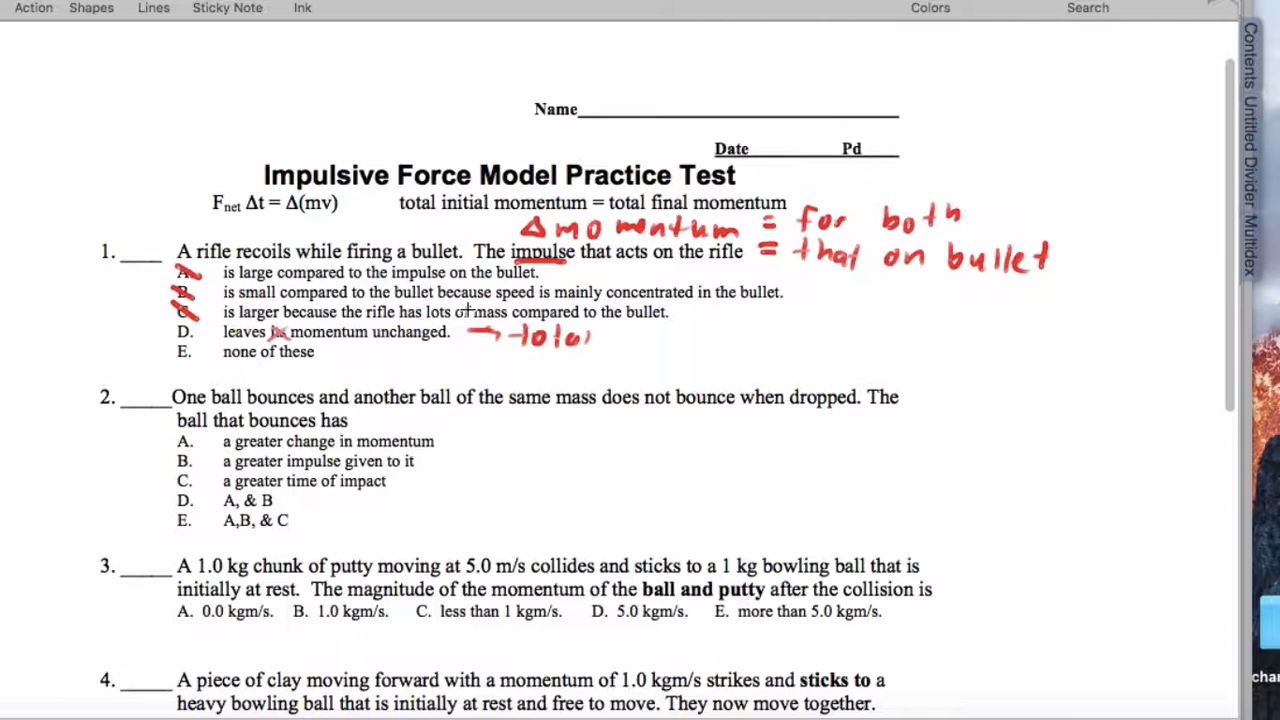 Action Shapes Lines Sticky Note Ink Colors Search
Name
Date Pd
Impulsive Force Model Practice Test
Fnet Δt = Δ(mv) total initial momentum = total final momentum
Δ momentum = for both
1. ____ A rifle recoils while firing a bullet. The impulse that acts on the rifle = that on bullet
A. is large compared to the impulse on the bullet.
B. is small compared to the bullet because speed is mainly concentrated in the bullet.
C. is larger because the rifle has lots of mass compared to the bullet.
D. leaves its momentum unchanged. → total
E. none of these
2. _____One ball bounces and another ball of the same mass does not bounce when dropped. The
ball that bounces has
A. a greater change in momentum
B. a greater impulse given to it
C. a greater time of impact
D. A, & B
E. A,B, & C
3. _____ A 1.0 kg chunk of putty moving at 5.0 m/s collides and sticks to a 1 kg bowling ball that is
initially at rest. The magnitude of the momentum of the ball and putty after the collision is
A. 0.0 kgm/s. B. 1.0 kgm/s. C. less than 1 kgm/s. D. 5.0 kgm/s. E. more than 5.0 kgm/s.
4. _____ A piece of clay moving forward with a momentum of 1.0 kgm/s strikes and sticks to a
heavy bowling ball that is initially at rest and free to move. They now move together.
Contents Untitled Divider Multidex